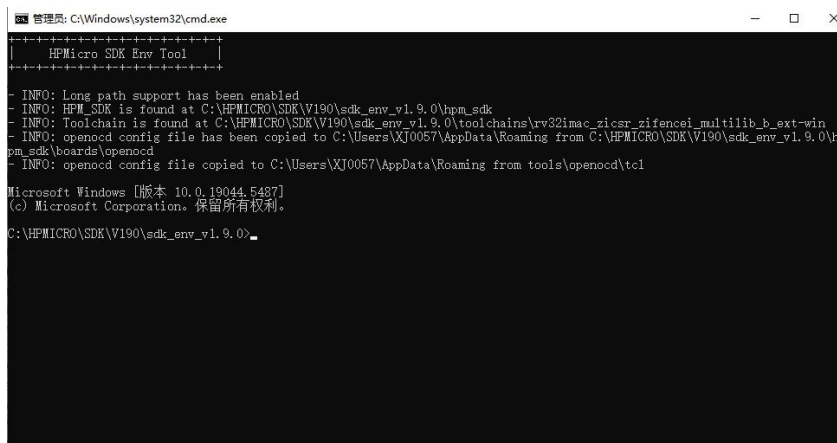 管理员: C:\Windows\system32\cmd.exe
+-+-+-+-+-+-+-+-+-+-+-+-+-+-+
|    HPMicro SDK Env Tool    |
+-+-+-+-+-+-+-+-+-+-+-+-+-+-+
- INFO: Long path support has been enabled
- INFO: HPM_SDK is found at C:\HPMICRO\SDK\V190\sdk_env_v1.9.0\hpm_sdk
- INFO: Toolchain is found at C:\HPMICRO\SDK\V190\sdk_env_v1.9.0\toolchains\rv32imac_zicsr_zifencei_multilib_b_ext-win
- INFO: openocd config file has been copied to C:\Users\XJ0057\AppData\Roaming from C:\HPMICRO\SDK\V190\sdk_env_v1.9.0\h
pm_sdk\boards\openocd
- INFO: openocd config file copied to C:\Users\XJ0057\AppData\Roaming from tools\openocd\tcl
Microsoft Windows [版本 10.0.19044.5487]
(c) Microsoft Corporation。保留所有权利。
C:\HPMICRO\SDK\V190\sdk_env_v1.9.0>